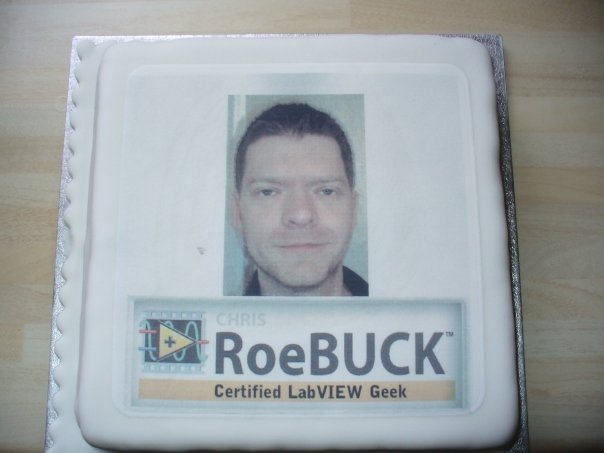 CHRIS
RoeBUCK™
Certified LabVIEW Geek